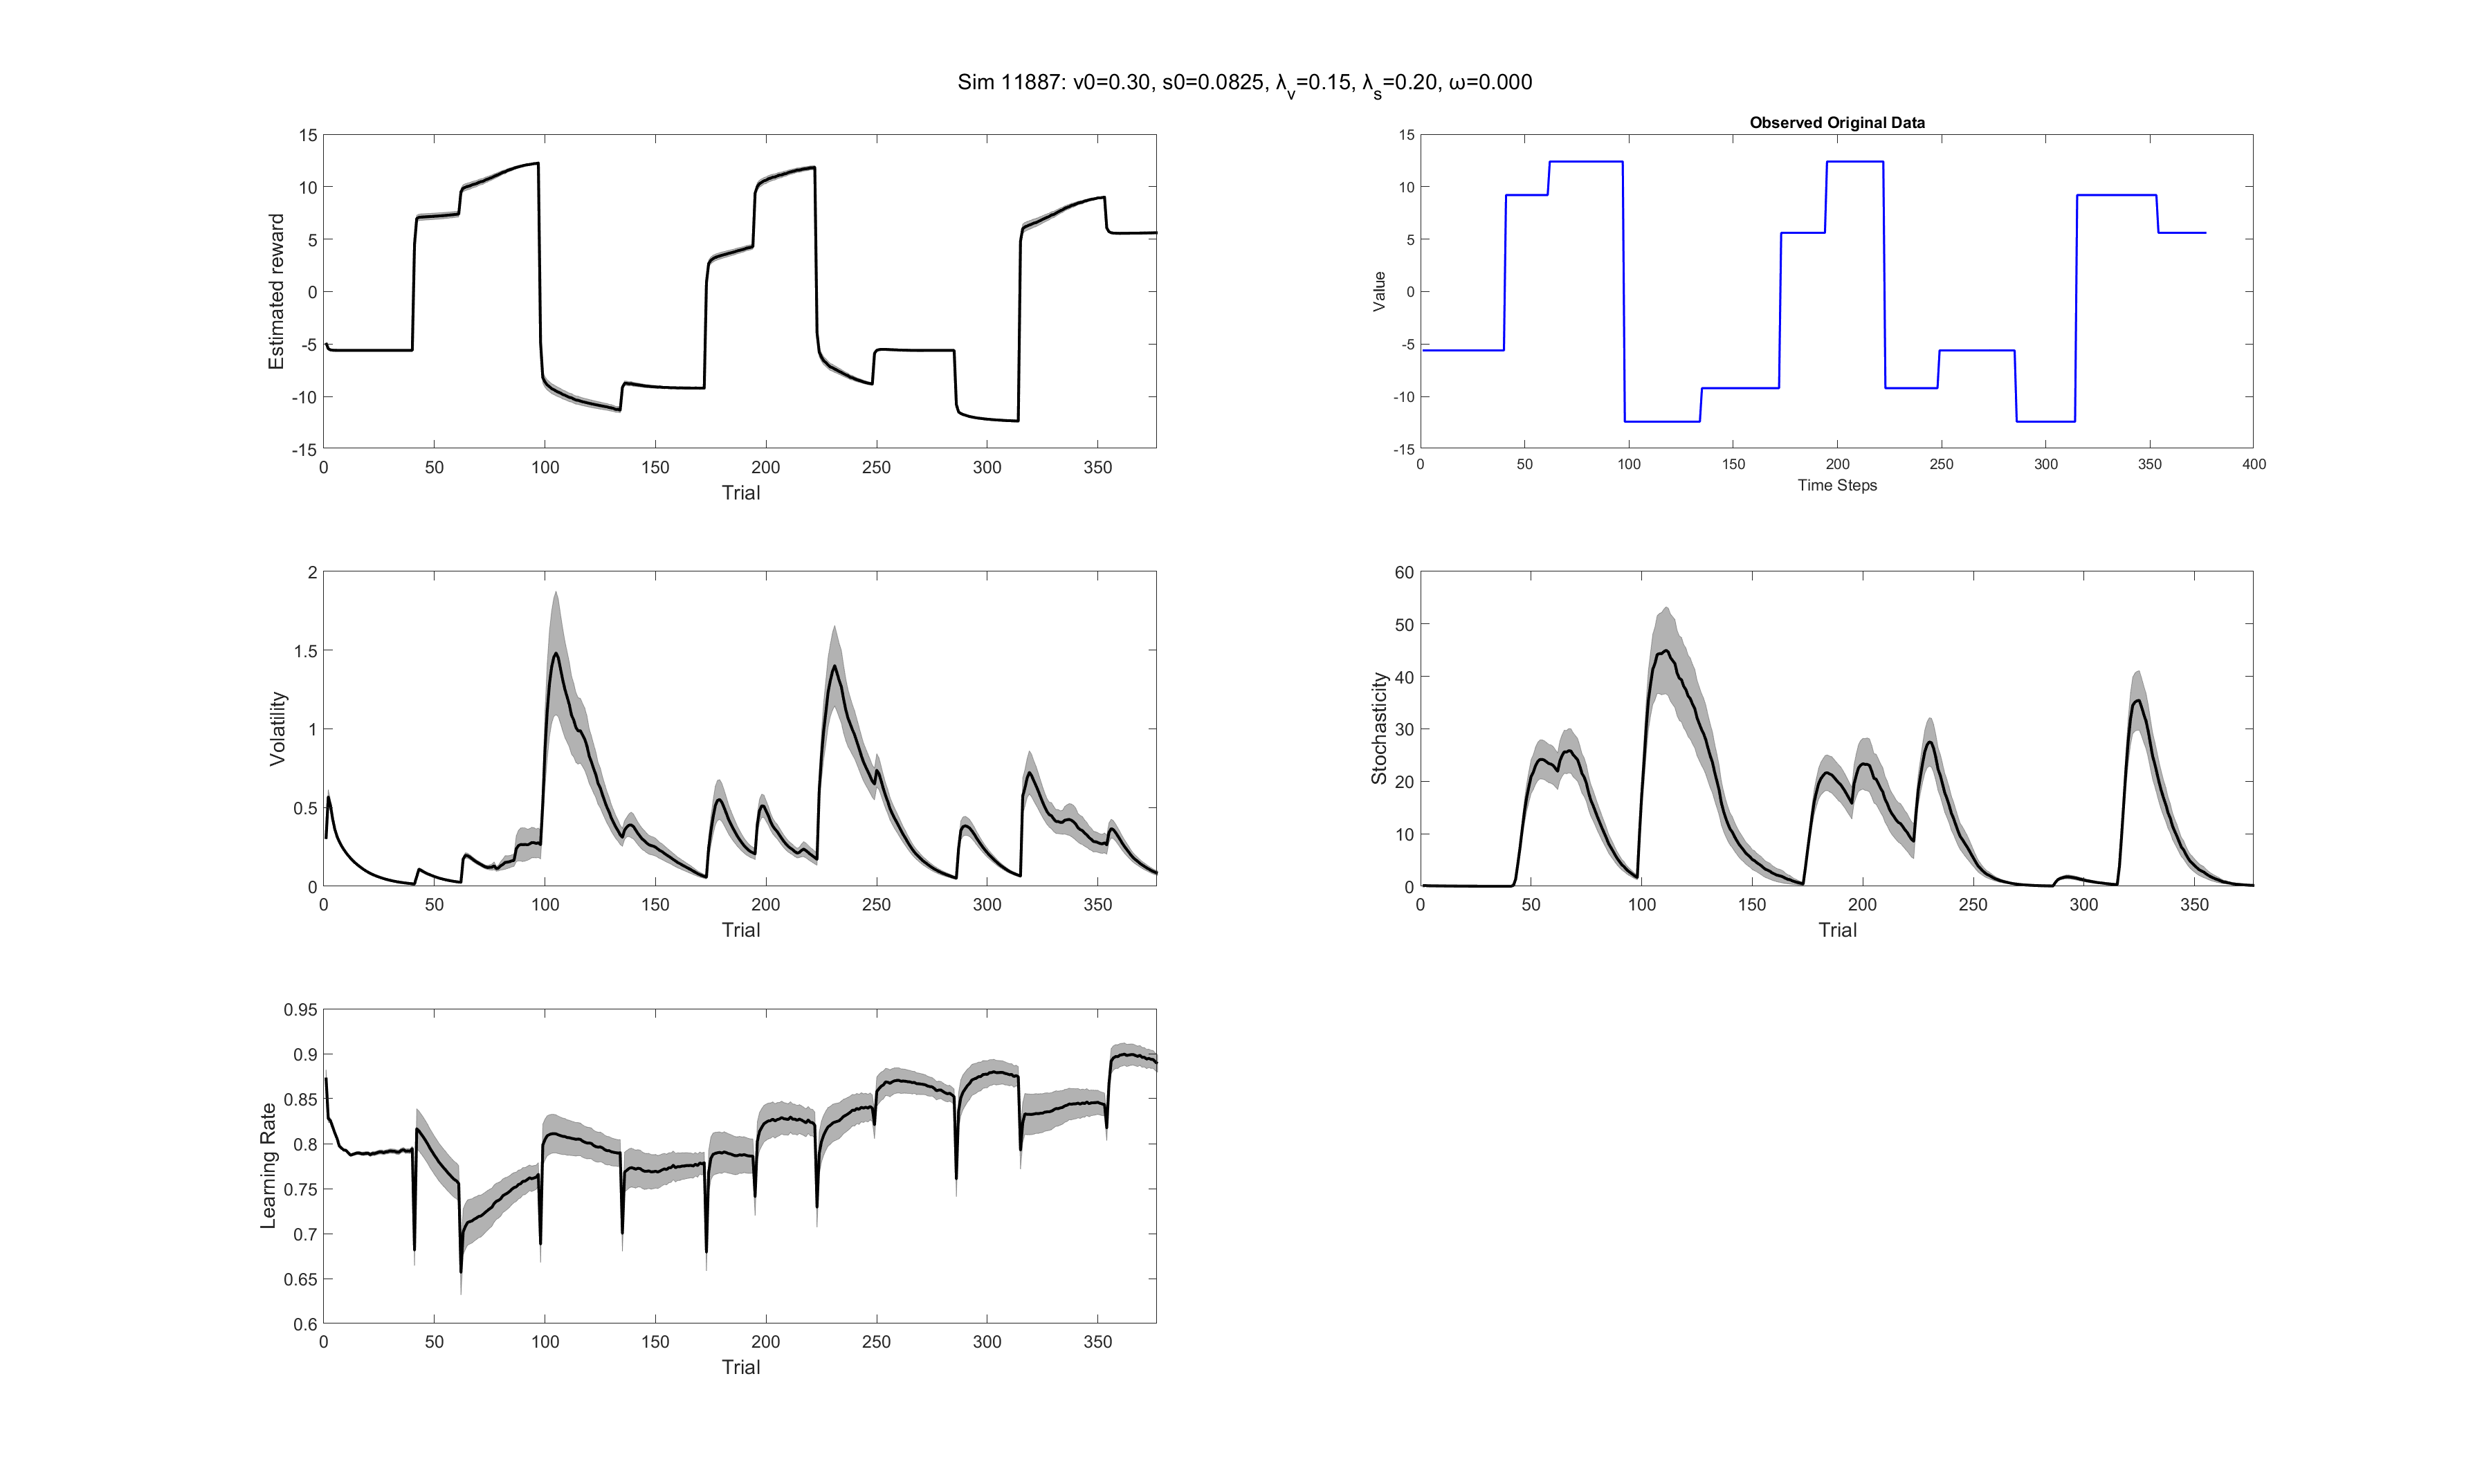 Sim 11887: v0=0.30, s0=0.0825, λv=0.15, λs=0.20, ω=0.000
15
10
5
0
-5
-10
-15
Estimated reward
0 50 100 150 200 250 300 350
Trial
Observed Original Data
15
10
5
0
-5
-10
-15
Value
0 50 100 150 200 250 300 350 400
Time Steps
2
1.5
1
0.5
0
Volatility
0 50 100 150 200 250 300 350
Trial
60
50
40
30
20
10
0
Stochasticity
0 50 100 150 200 250 300 350
Trial
0.95
0.9
0.85
0.8
0.75
0.7
0.65
0.6
Learning Rate
0 50 100 150 200 250 300 350
Trial